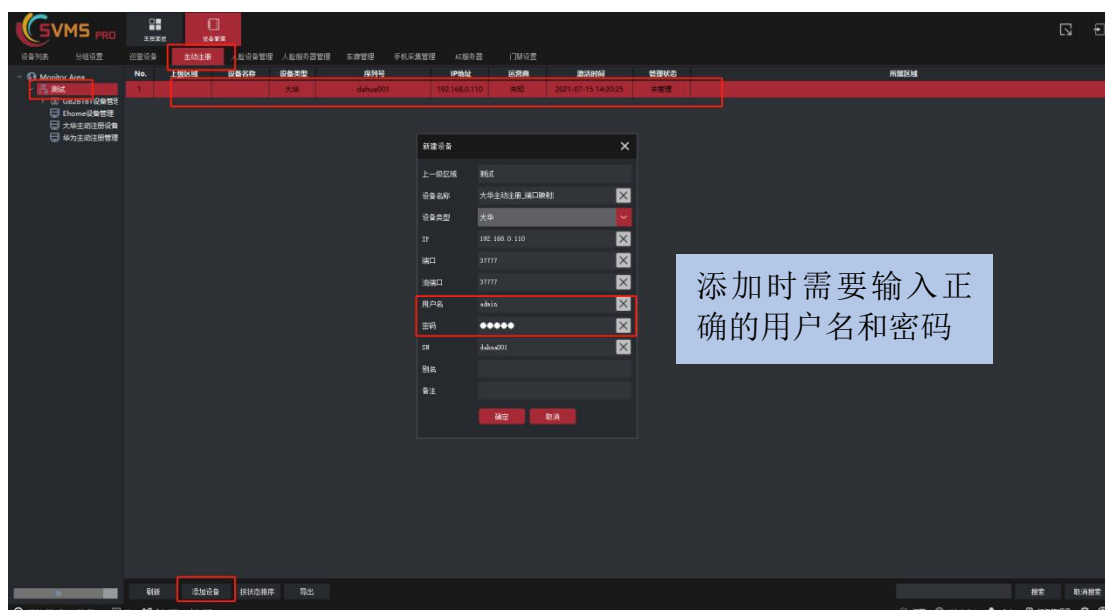 SVMS PRO
主控面板
设备管理
设备列表 分组设置 巡查设备 主动注册 人脸设备管理 人脸服务器管理 车牌管理 手机采集管理 AI服务器 门禁设置
Monitor Area
测试
GB28181设备管理
Ehome设备管理
大华主动注册设备
华为主动注册管理
No. 上级区域 设备名称 设备类型 序列号 IP地址 运营商 激活时间 管理状态 所属区域
1 大华 dahua001 192.168.0.110 未知 2021-07-15 14:20:25 未管理
新建设备
上一级区域 测试
设备名称 大华主动注册_端口映射
设备类型 大华
IP 192.168.0.110
端口 37777
流端口 37777
用户名 admin
密码 ●●●●●
SN dahua001
别名
备注
确定 取消
添加时需要输入正
确的用户名和密码
刷新 添加设备 按状态排序 导出 搜索 取消搜索